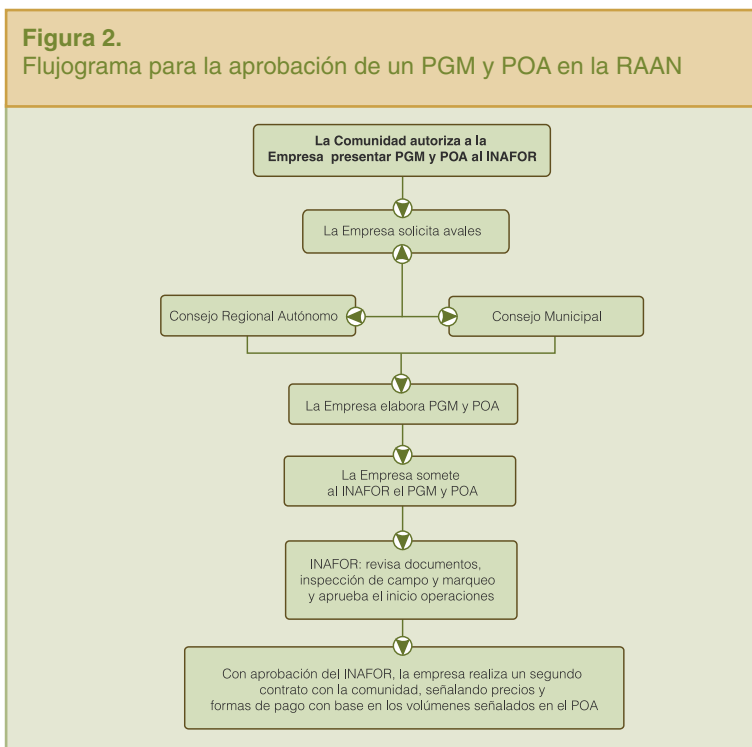 Figura 2.
Flujograma para la aprobación de un PGM y POA en la RAAN
La Comunidad autoriza a la
Empresa presentar PGM y POA al INAFOR
La Empresa solicita avales
Consejo Regional Autónomo
Consejo Municipal
La Empresa elabora PGM y POA
La Empresa somete
al INAFOR el PGM y POA
INAFOR: revisa documentos,
inspección de campo y marqueo
y aprueba el inicio operaciones
Con aprobación del INAFOR, la empresa realiza un segundo
contrato con la comunidad, señalando precios y
formas de pago con base en los volúmenes señalados en el POA